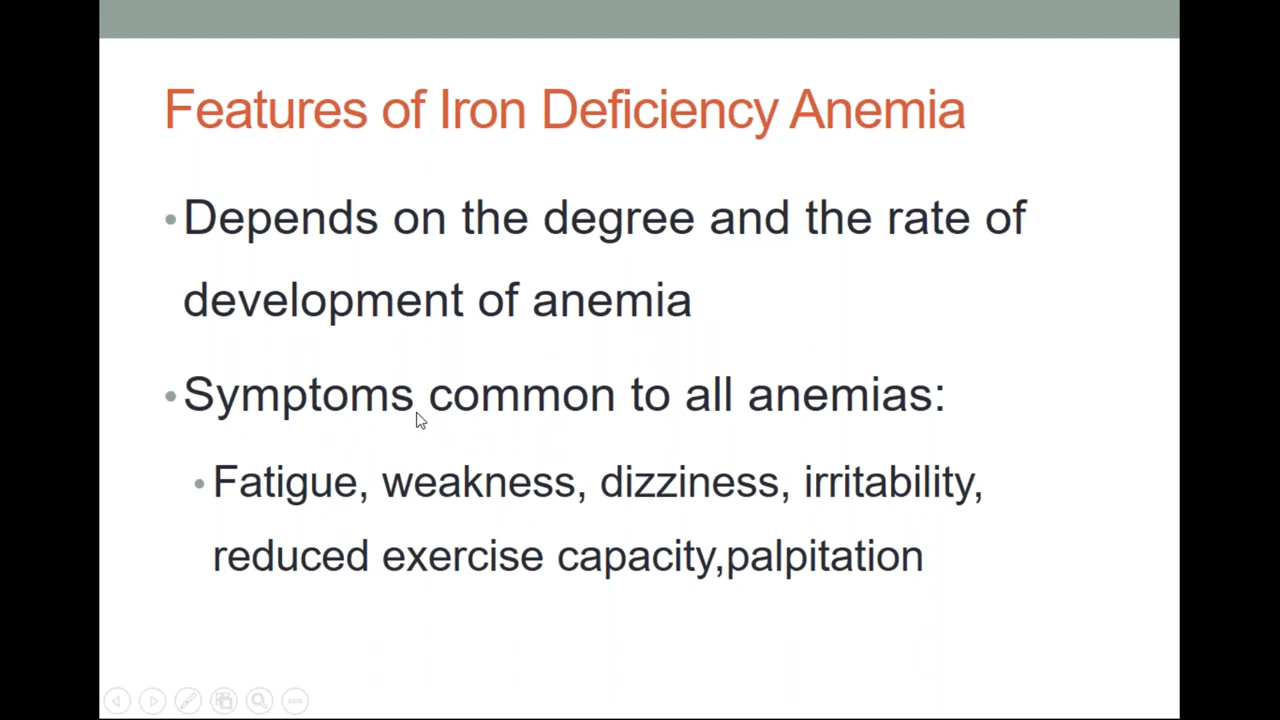 Features of Iron Deficiency Anemia
•Depends on the degree and the rate of
development of anemia
•Symptoms common to all anemias:
•Fatigue, weakness, dizziness, irritability,
reduced exercise capacity,palpitation